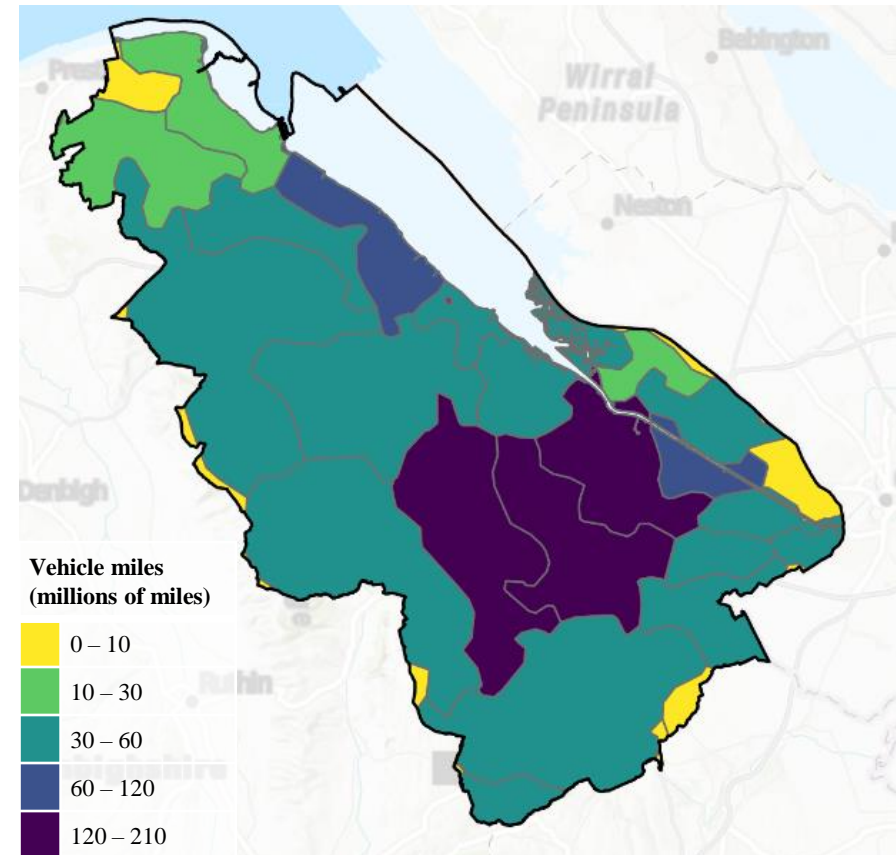 Bebington
Wirral
Peninsula
Neston
Denbigh
Vehicle miles
(millions of miles)
0 – 10
10 – 30
30 – 60
60 – 120
120 – 210
Ruthin